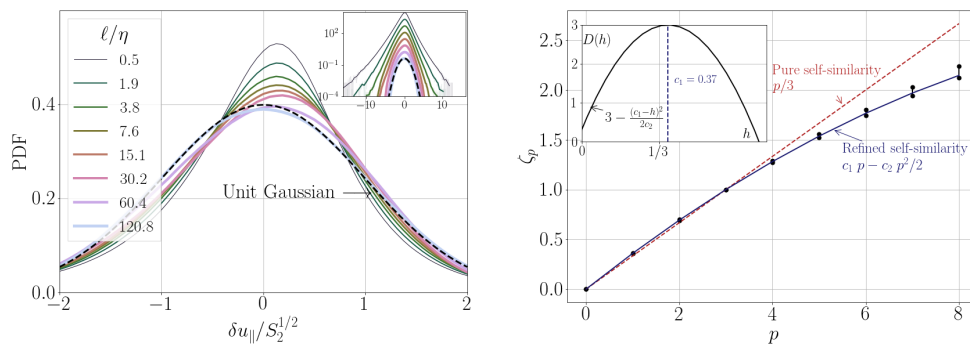 ℓ/η
0.5
1.9
3.8
7.6
15.1
30.2
60.4
120.8
10²
10⁻¹
10⁻⁴
−10
0
10
Unit Gaussian
PDF
0.4
0.2
0.0
−2
−1
0
1
2
δu∥/S₂^{1/2}
ζₚ
2.5
2.0
1.5
1.0
0.5
0.0
0
2
4
6
8
p
D(h)
3
2
1
0
0
1/3
h
c₁ = 0.37
3 − (c₁−h)²/2c₂
Pure self-similarity
p/3
Refined self-similarity
c₁ p − c₂ p²/2